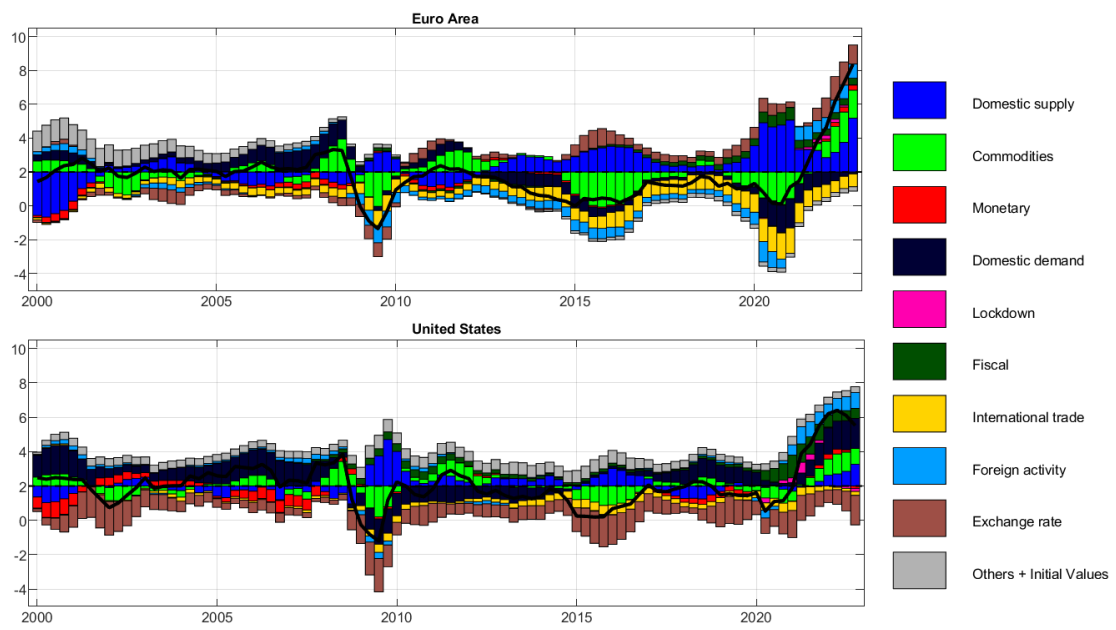 Euro Area
10
8
6
4
2
0
-2
-4
2000
2005
2010
2015
2020
United States
10
8
6
4
2
0
-2
-4
2000
2005
2010
2015
2020
Domestic supply
Commodities
Monetary
Domestic demand
Lockdown
Fiscal
International trade
Foreign activity
Exchange rate
Others + Initial Values